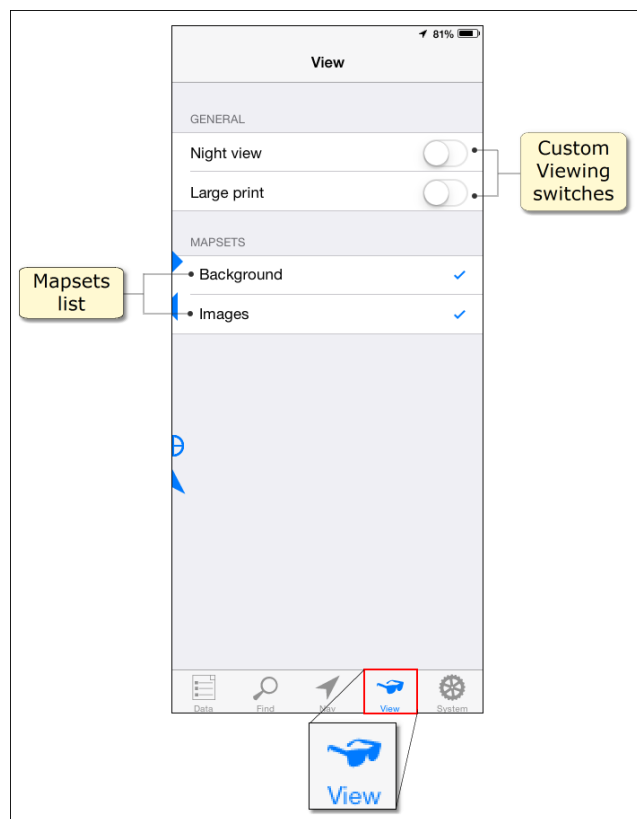 81%
View
GENERAL
Night view
Large print
Custom
Viewing
switches
MAPSETS
Background
Images
Mapsets
list
Data
Find
Nav
View
System
View